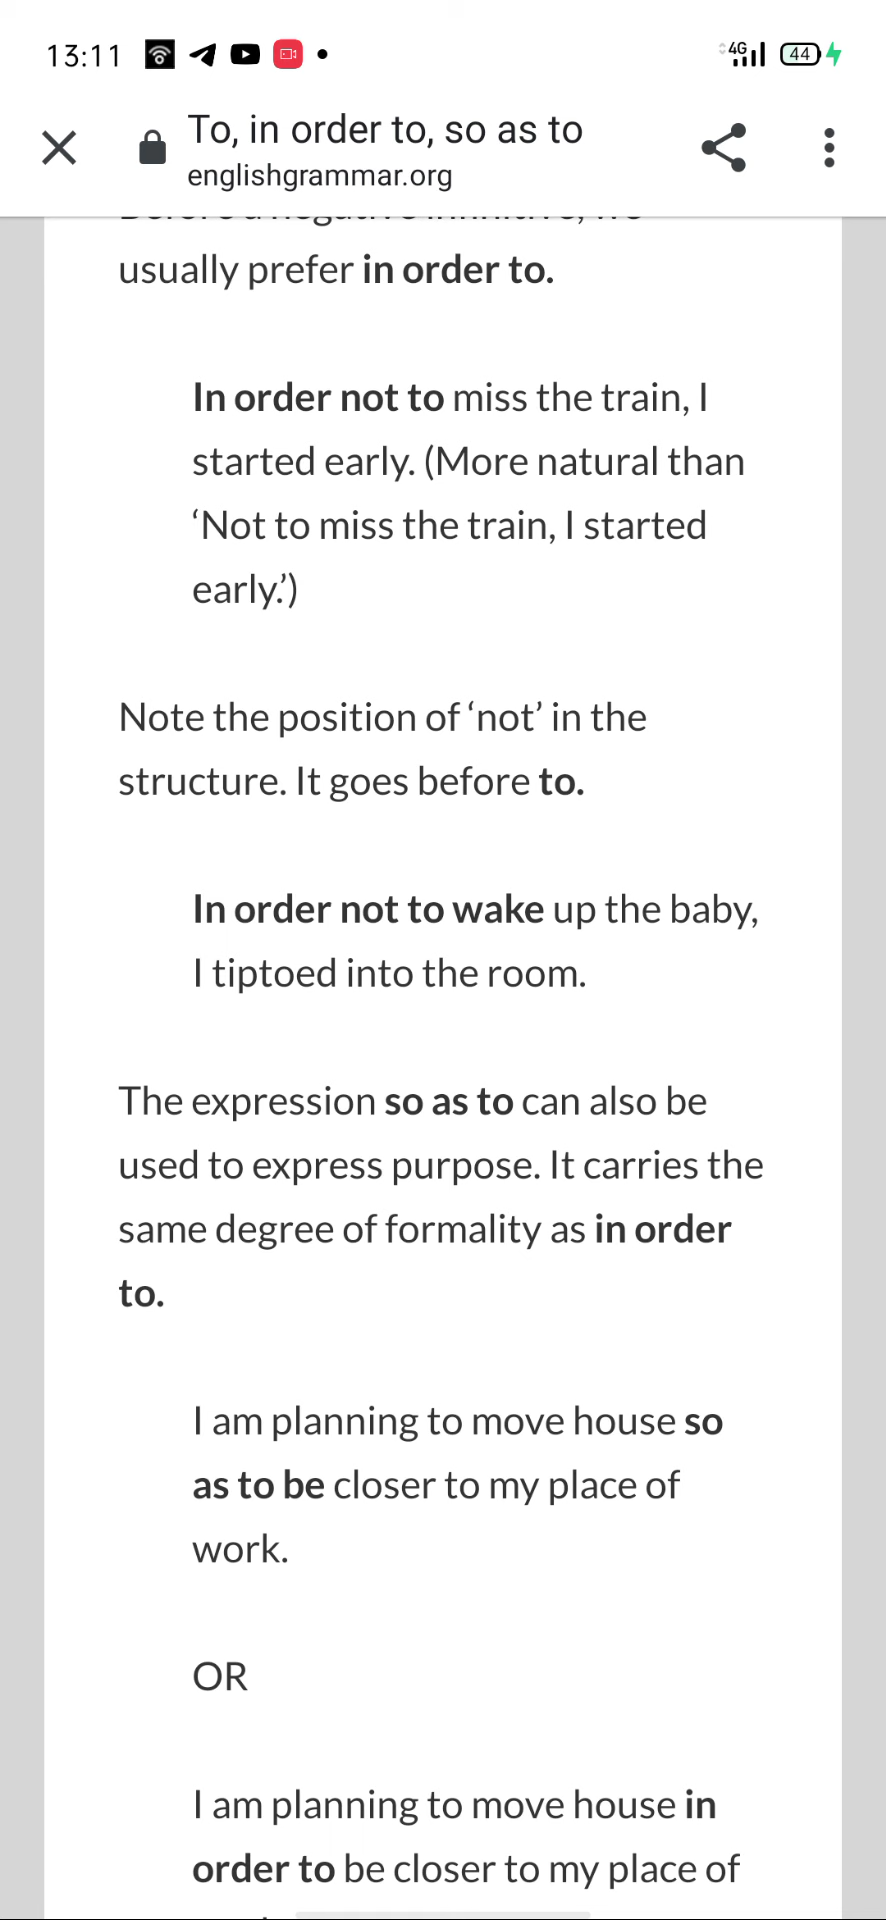 13:11
4G
44
To, in order to, so as to
englishgrammar.org
usually prefer in order to.
In order not to miss the train, I
started early. (More natural than
‘Not to miss the train, I started
early.’)
Note the position of ‘not’ in the
structure. It goes before to.
In order not to wake up the baby,
I tiptoed into the room.
The expression so as to can also be
used to express purpose. It carries the
same degree of formality as in order
to.
I am planning to move house so
as to be closer to my place of
work.
OR
I am planning to move house in
order to be closer to my place of